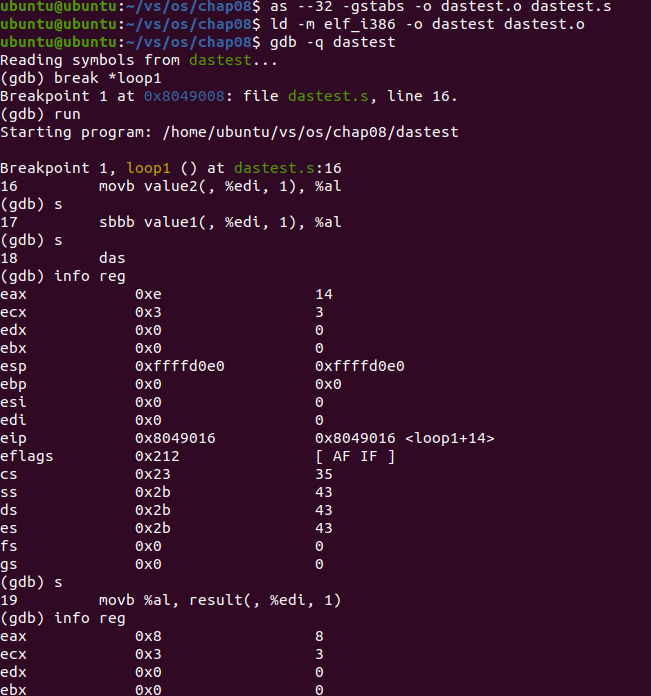 ubuntu@ubuntu:~/vs/os/chap08$ as --32 -gstabs -o dastest.o dastest.s
ubuntu@ubuntu:~/vs/os/chap08$ ld -m elf_i386 -o dastest dastest.o
ubuntu@ubuntu:~/vs/os/chap08$ gdb -q dastest
Reading symbols from dastest...
(gdb) break *loop1
Breakpoint 1 at 0x8049008: file dastest.s, line 16.
(gdb) run
Starting program: /home/ubuntu/vs/os/chap08/dastest
Breakpoint 1, loop1 () at dastest.s:16
16 movb value2(, %edi, 1), %al
(gdb) s
17 sbbb value1(, %edi, 1), %al
(gdb) s
18 das
(gdb) info reg
eax 0xe 14
ecx 0x3 3
edx 0x0 0
ebx 0x0 0
esp 0xffffd0e0 0xffffd0e0
ebp 0x0 0x0
esi 0x0 0
edi 0x0 0
eip 0x8049016 0x8049016 <loop1+14>
eflags 0x212 [ AF IF ]
cs 0x23 35
ss 0x2b 43
ds 0x2b 43
es 0x2b 43
fs 0x0 0
gs 0x0 0
(gdb) s
19 movb %al, result(, %edi, 1)
(gdb) info reg
eax 0x8 8
ecx 0x3 3
edx 0x0 0
ebx 0x0 0